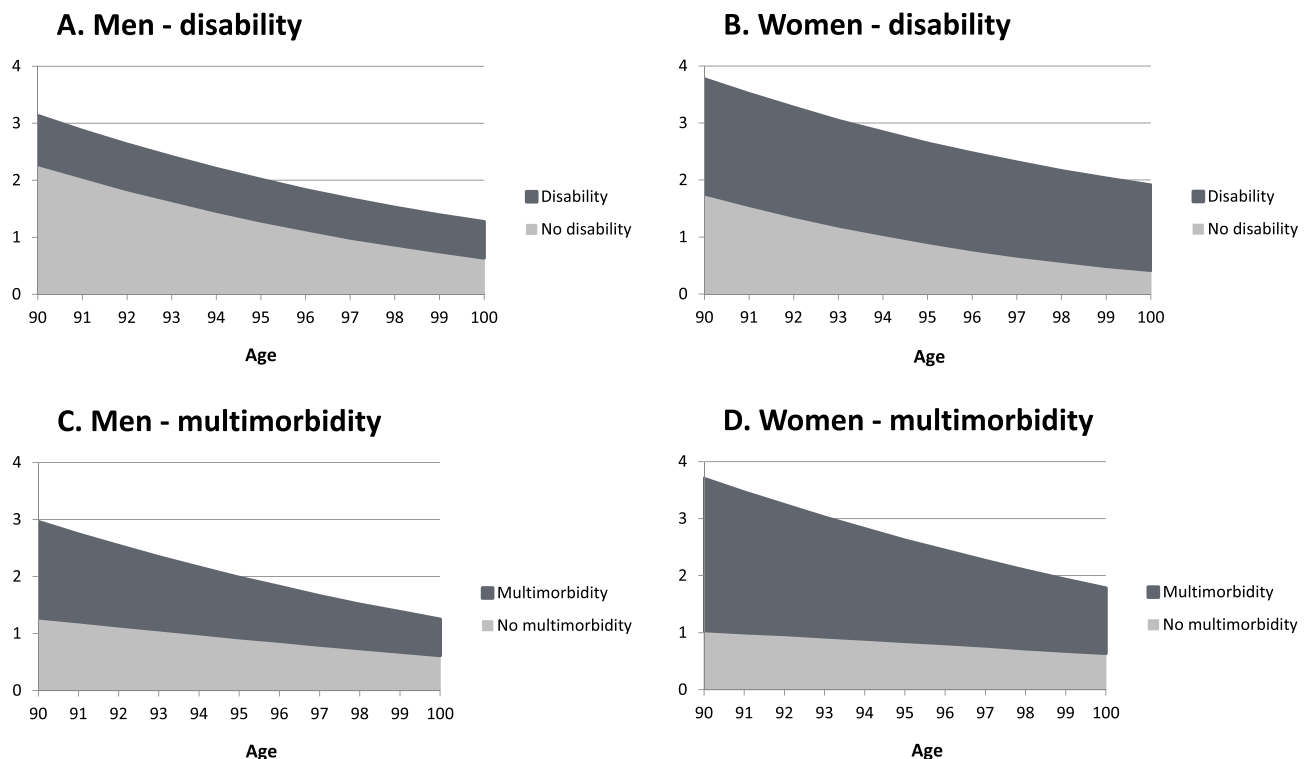 A. Men - disability
4
3
2
1
0
90 91 92 93 94 95 96 97 98 99 100
Age
Disability
No disability
B. Women - disability
4
3
2
1
0
90 91 92 93 94 95 96 97 98 99 100
Age
Disability
No disability
C. Men - multimorbidity
4
3
2
1
0
90 91 92 93 94 95 96 97 98 99 100
Age
Multimorbidity
No multimorbidity
D. Women - multimorbidity
4
3
2
1
0
90 91 92 93 94 95 96 97 98 99 100
Age
Multimorbidity
No multimorbidity